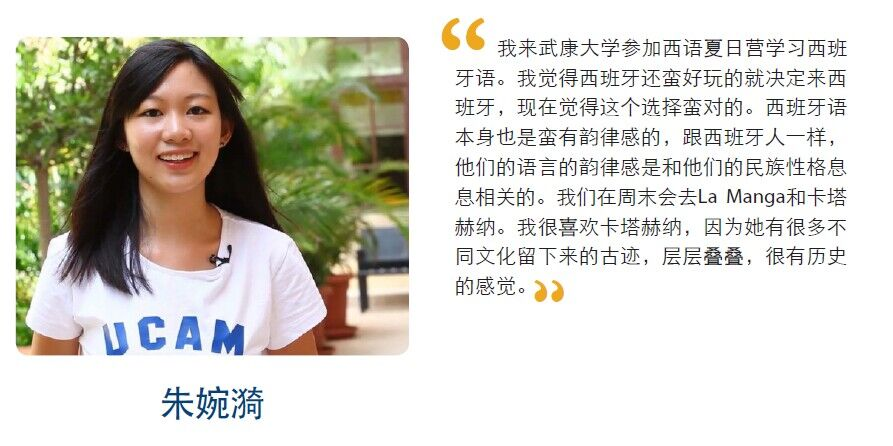 UCAM
朱婉漪
“我来武康大学参加西语夏日营学习西班
牙语。我觉得西班牙还蛮好玩的就决定来西
班牙，现在觉得这个选择蛮对的。西班牙语
本身也是蛮有韵律感的，跟西班牙人一样，
他们的语言的韵律感是和他们的民族性格息
息相关的。我们在周末会去La Manga和卡塔
赫纳。我很喜欢卡塔赫纳，因为她有很多不
同文化留下来的古迹，层层叠叠，很有历史
的感觉。”